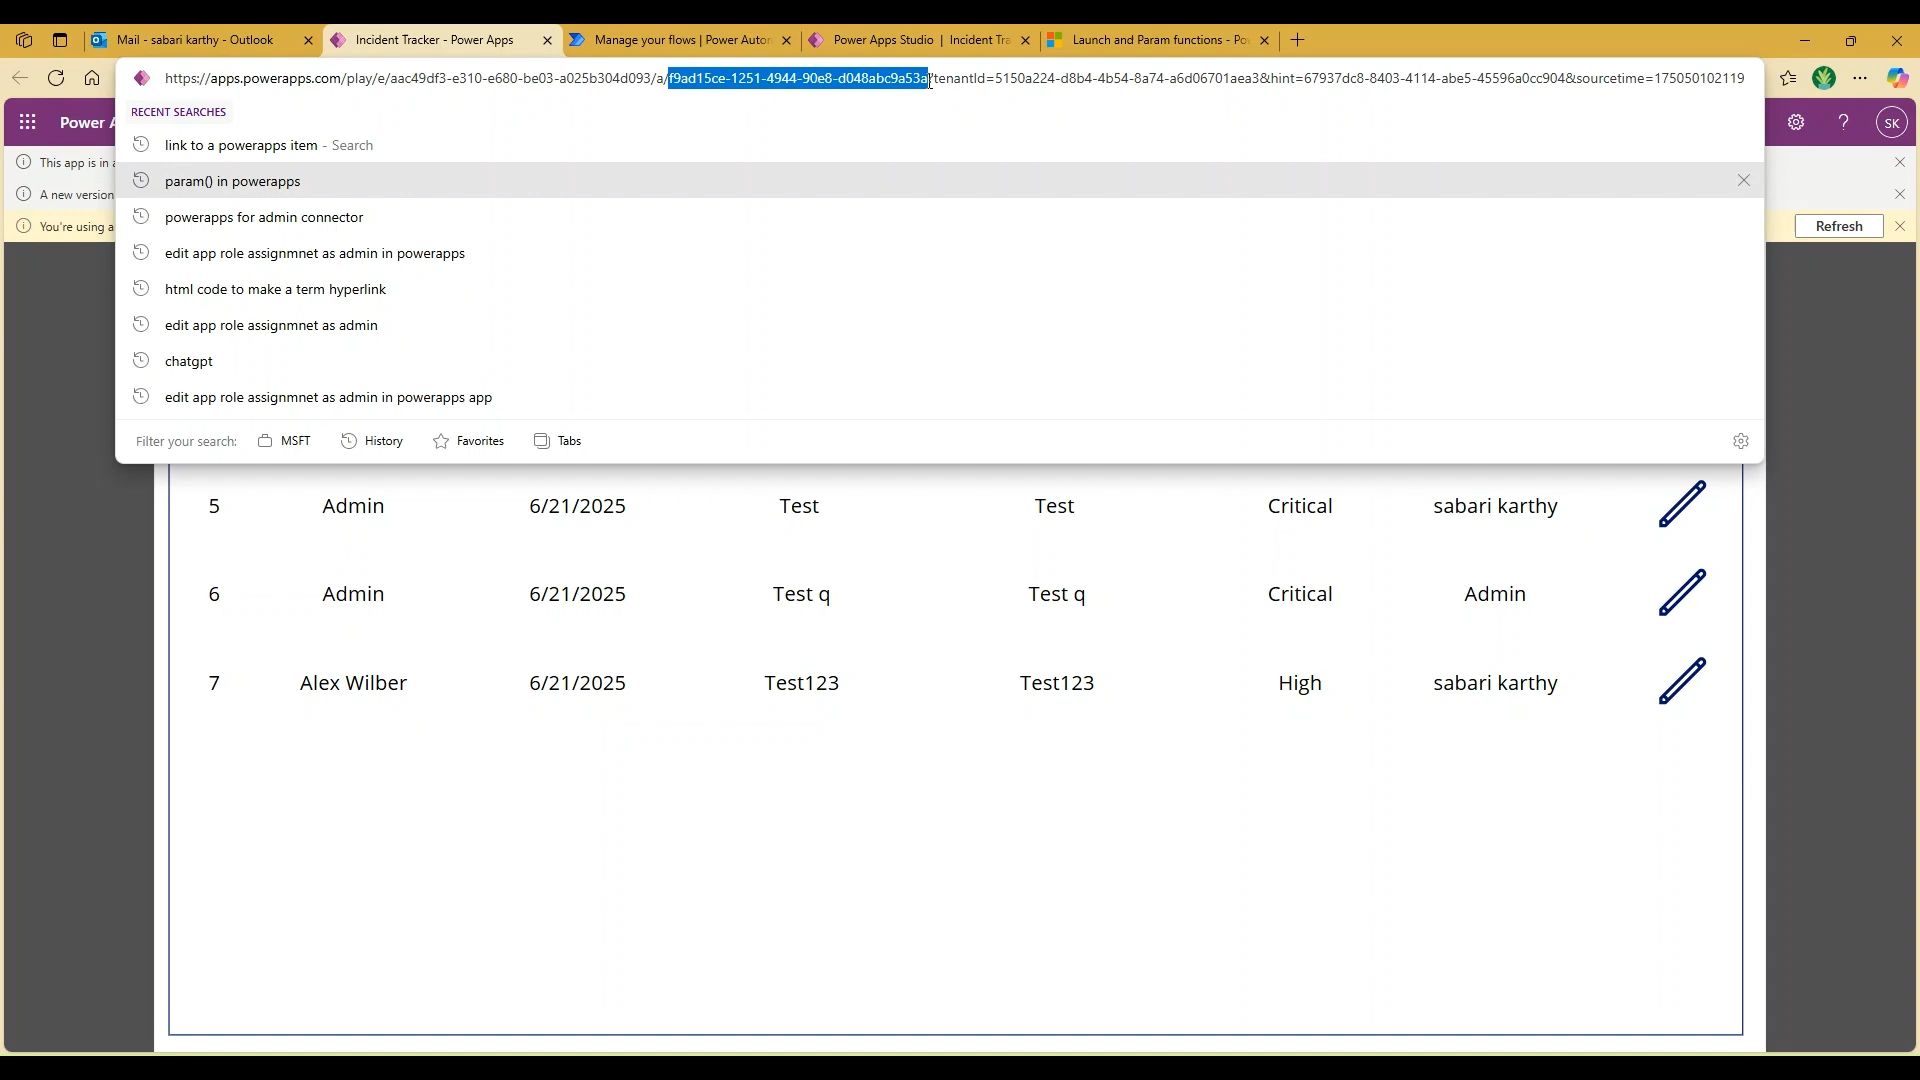 Mail - sabari karthy - Outlook
Incident Tracker - Power Apps
Manage your flows | Power Auton
Power Apps Studio | Incident Tra
Launch and Param functions - Po
https://apps.powerapps.com/play/e/aac49df3-e310-e680-be03-a025b304d093/a/f9ad15ce-1251-4944-90e8-d048abc9a53a?tenantId=5150a224-d8b4-4b54-8a74-a6d06701aea3&hint=67937dc8-8403-4114-abe5-45596a0cc904&sourcetime=175050102119
RECENT SEARCHES
Power A
? SK
link to a powerapps item - Search
This app is in a
param() in powerapps
A new version
powerapps for admin connector
You're using a
Refresh
edit app role assignmnet as admin in powerapps
html code to make a term hyperlink
edit app role assignmnet as admin
chatgpt
edit app role assignmnet as admin in powerapps app
Filter your search: MSFT History Favorites Tabs
5 Admin 6/21/2025 Test Test Critical sabari karthy
6 Admin 6/21/2025 Test q Test q Critical Admin
7 Alex Wilber 6/21/2025 Test123 Test123 High sabari karthy